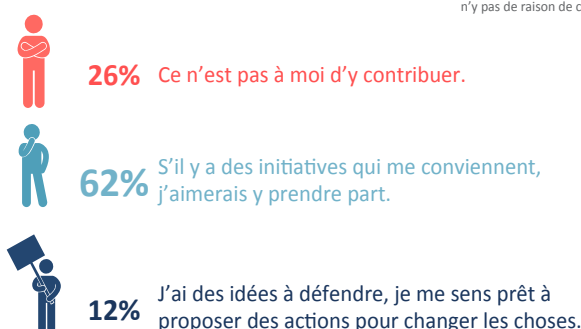 n'y pas de raison de c
26% Ce n'est pas à moi d'y contribuer.
62% S'il y a des initiatives qui me conviennent,
j'aimerais y prendre part.
12% J'ai des idées à défendre, je me sens prêt à
proposer des actions pour changer les choses.